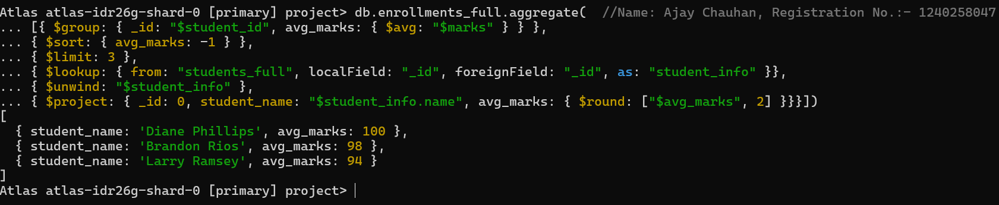 Atlas atlas-idr26g-shard-0 [primary] project> db.enrollments_full.aggregate(  //Name: Ajay Chauhan, Registration No.:- 1240258047
... [{ $group: { _id: "$student_id", avg_marks: { $avg: "$marks" } } },
... { $sort: { avg_marks: -1 } },
... { $limit: 3 },
... { $lookup: { from: "students_full", localField: "_id", foreignField: "_id", as: "student_info" }},
... { $unwind: "$student_info" },
... { $project: { _id: 0, student_name: "$student_info.name", avg_marks: { $round: ["$avg_marks", 2] }}}])
[
  { student_name: 'Diane Phillips', avg_marks: 100 },
  { student_name: 'Brandon Rios', avg_marks: 98 },
  { student_name: 'Larry Ramsey', avg_marks: 94 }
]
Atlas atlas-idr26g-shard-0 [primary] project>